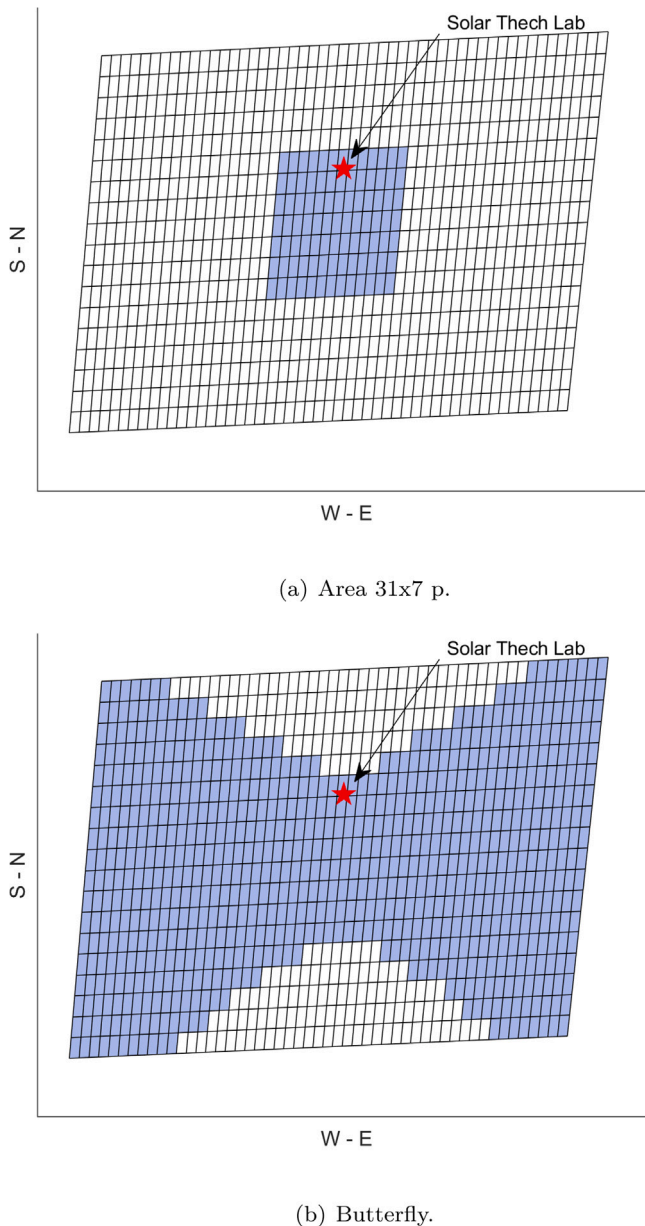 Solar Thech Lab
S - N
W - E
(a) Area 31x7 p.
Solar Thech Lab
S - N
W - E
(b) Butterfly.